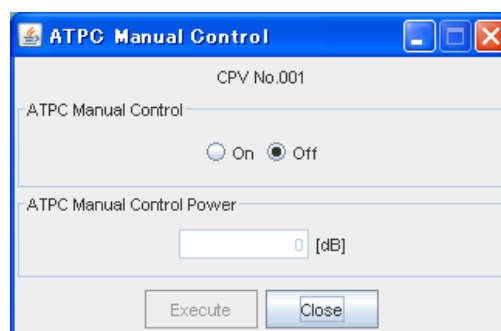 ATPC Manual Control
CPV No.001
ATPC Manual Control
On Off
ATPC Manual Control Power
0 [dB]
Execute Close